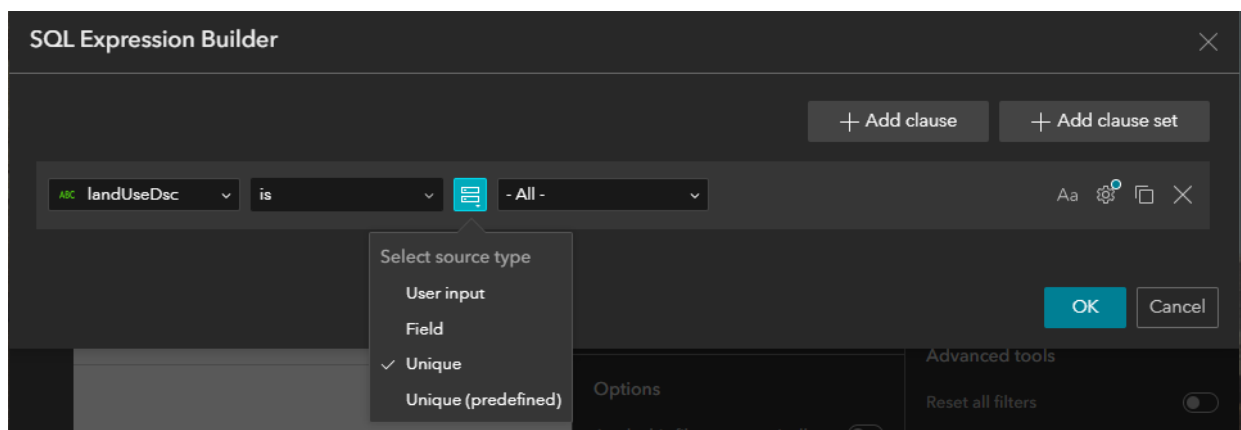 SQL Expression Builder
+ Add clause + Add clause set
ABC landUseDsc is - All - Aa
Select source type
User input
Field
Unique
Unique (predefined)
OK Cancel
Advanced tools
Options
Reset all filters